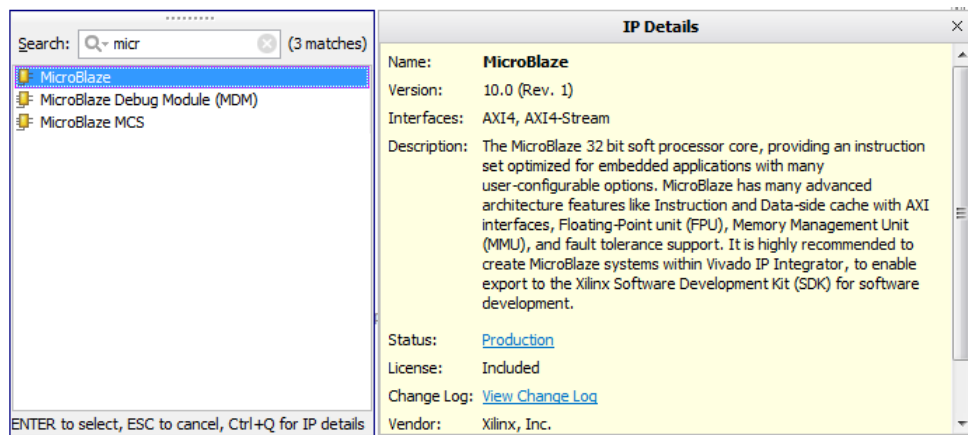 Search: micr (3 matches)
MicroBlaze
MicroBlaze Debug Module (MDM)
MicroBlaze MCS
ENTER to select, ESC to cancel, Ctrl+Q for IP details
IP Details
Name: MicroBlaze
Version: 10.0 (Rev. 1)
Interfaces: AXI4, AXI4-Stream
Description: The MicroBlaze 32 bit soft processor core, providing an instruction
set optimized for embedded applications with many
user-configurable options. MicroBlaze has many advanced
architecture features like Instruction and Data-side cache with AXI
interfaces, Floating-Point unit (FPU), Memory Management Unit
(MMU), and fault tolerance support. It is highly recommended to
create MicroBlaze systems within Vivado IP Integrator, to enable
export to the Xilinx Software Development Kit (SDK) for software
development.
Status: Production
License: Included
Change Log: View Change Log
Vendor: Xilinx, Inc.